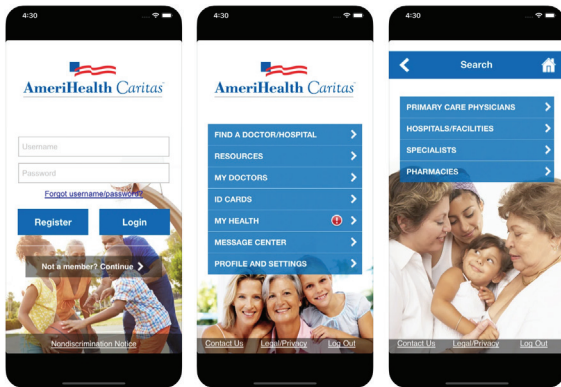 4:30
AmeriHealth Caritas
Username
Password
Forgot username/password?
Register
Login
Not a member? Continue
Nondiscrimination Notice
4:30
AmeriHealth Caritas
FIND A DOCTOR/HOSPITAL
RESOURCES
MY DOCTORS
ID CARDS
MY HEALTH
MESSAGE CENTER
PROFILE AND SETTINGS
Contact Us Legal/Privacy Log Out
4:30
Search
PRIMARY CARE PHYSICIANS
HOSPITALS/FACILITIES
SPECIALISTS
PHARMACIES
Contact Us Legal/Privacy Log Out